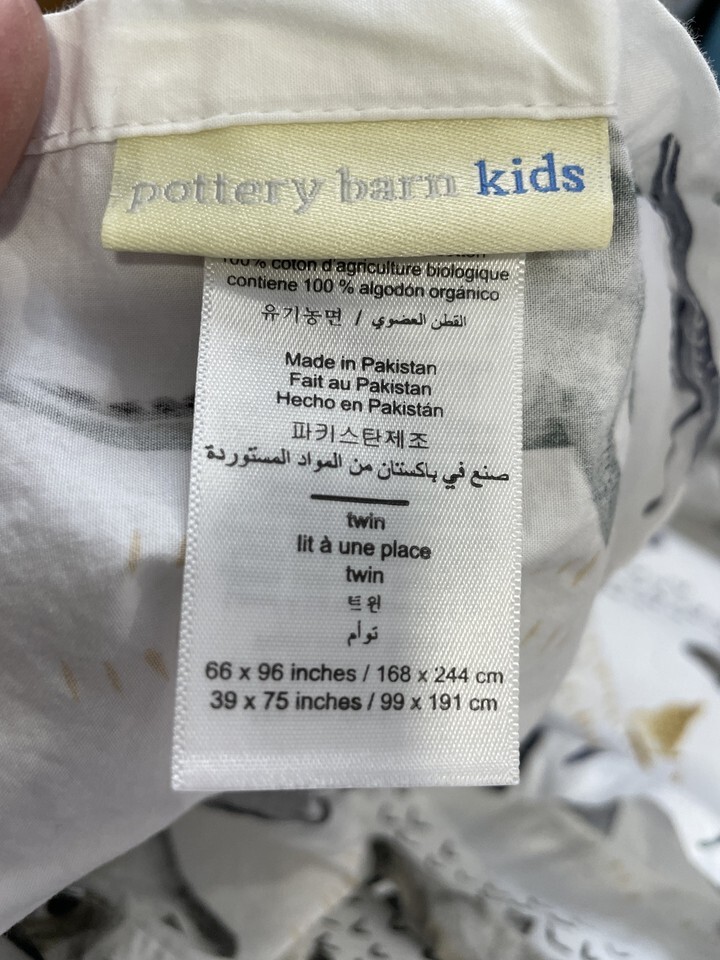 pottery barn kids
100% coton d'agriculture biologique
contiene 100 % algodón orgánico
유기농면 / القطن العضوي
Made in Pakistan
Fait au Pakistan
Hecho en Pakistán
파키스탄제조
صنع في باكستان من المواد المستوردة
twin
lit à une place
twin
트윈
توأم
66 x 96 inches / 168 x 244 cm
39 x 75 inches / 99 x 191 cm